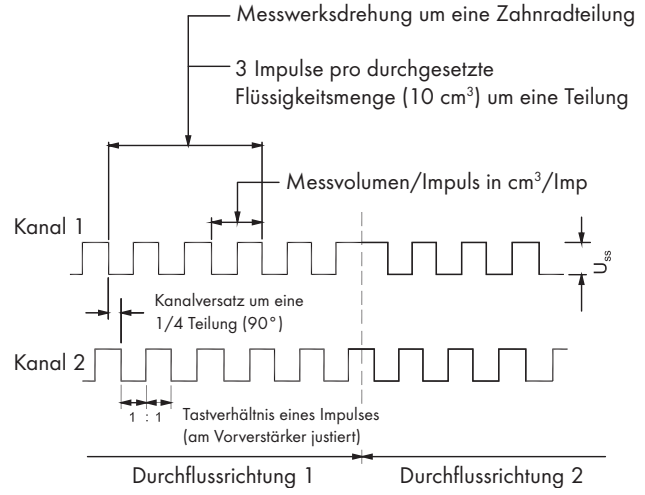 Messwerksdrehung um eine Zahnradteilung
3 Impulse pro durchgesetzte
Flüssigkeitsmenge (10 cm³) um eine Teilung
Messvolumen/Impuls in cm³/Imp
Kanal 1
Uss
Kanalversatz um eine
1/4 Teilung (90°)
Kanal 2
1 : 1
Tastverhältnis eines Impulses
(am Vorverstärker justiert)
Durchflussrichtung 1
Durchflussrichtung 2